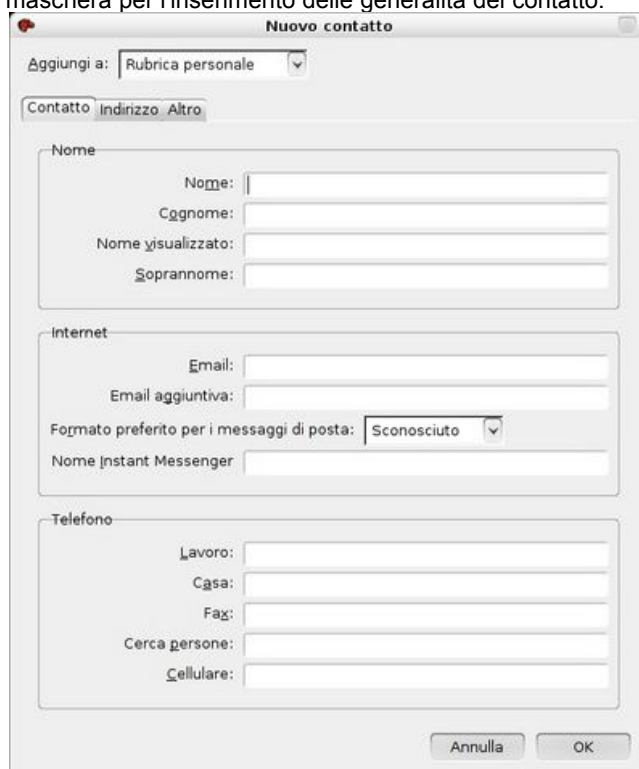 maschera per l'inserimento delle generalità del contatto.
Nuovo contatto
Aggiungi a: Rubrica personale
Contatto Indirizzo Altro
Nome
Nome:
Cognome:
Nome visualizzato:
Soprannome:
Internet
Email:
Email aggiuntiva:
Formato preferito per i messaggi di posta: Sconosciuto
Nome Instant Messenger
Telefono
Lavoro:
Casa:
Fax:
Cerca persone:
Cellulare:
Annulla OK